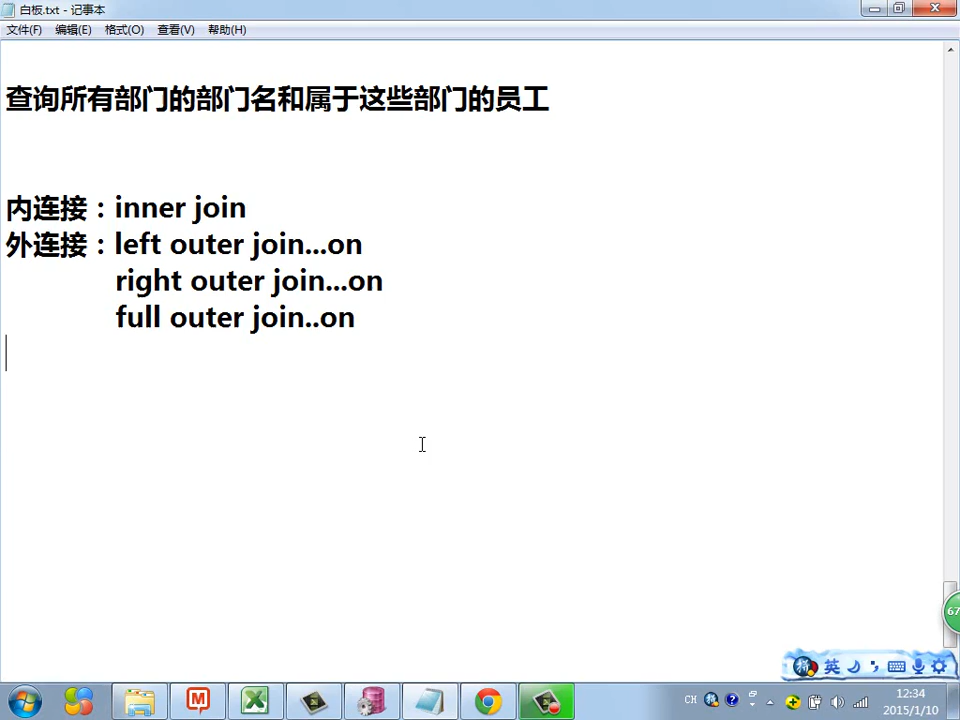 白板.txt - 记事本
文件(F) 编辑(E) 格式(O) 查看(V) 帮助(H)
查询所有部门的部门名和属于这些部门的员工
内连接：inner join
外连接：left outer join...on
right outer join...on
full outer join..on
67
英
CH
12:34
2015/1/10